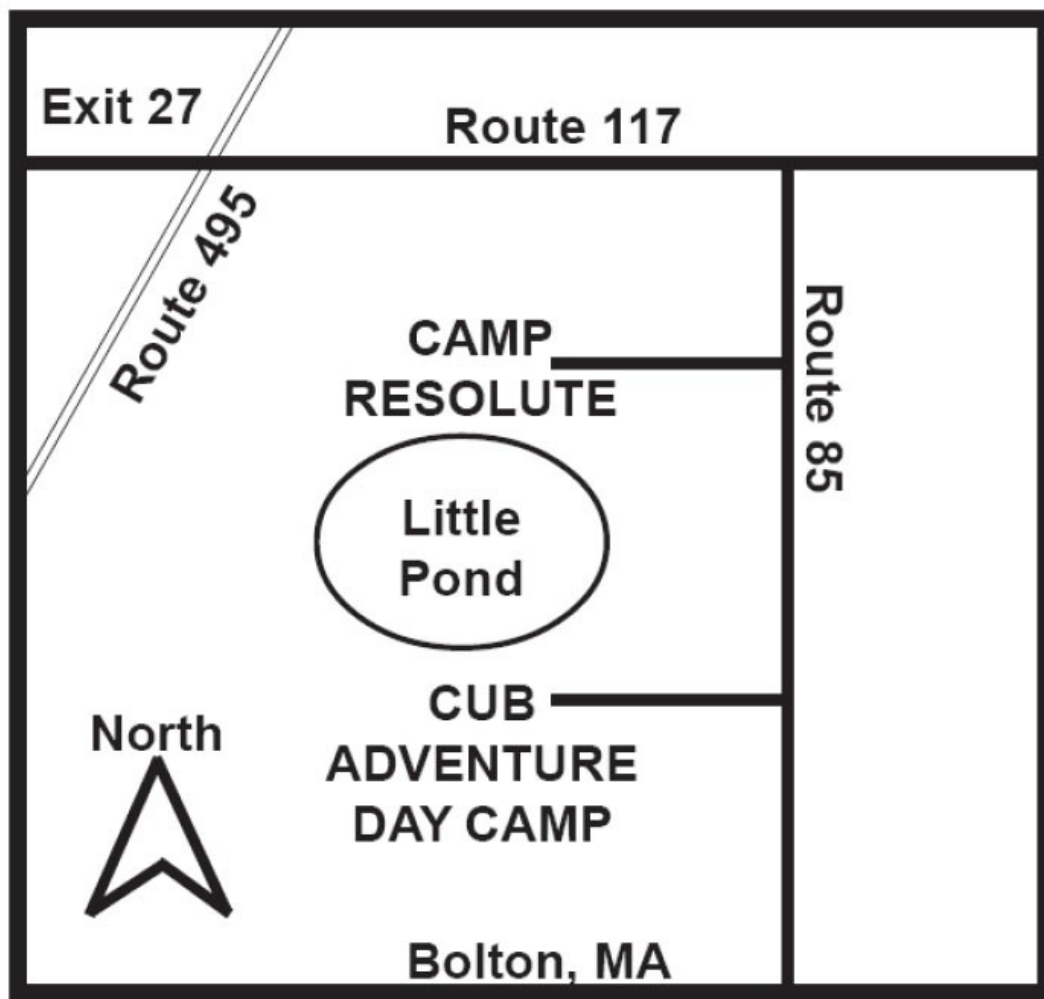 Exit 27
Route 117
Route 495
CAMP
RESOLUTE
Route 85
Little
Pond
CUB
ADVENTURE
DAY CAMP
North
Bolton, MA